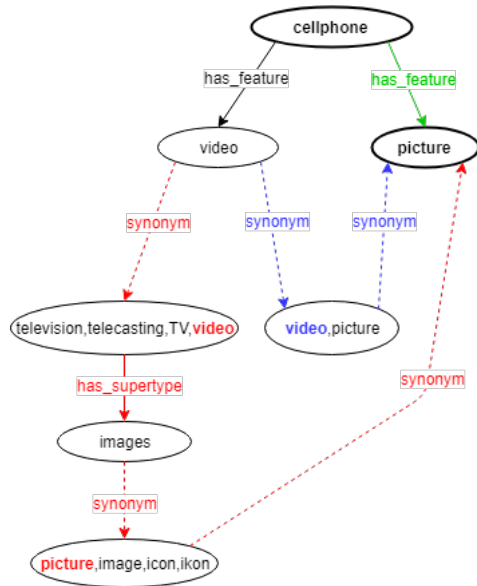 cellphone
has_feature
has_feature
video
picture
synonym
synonym
synonym
television,telecasting,TV,video
video,picture
has_supertype
synonym
images
synonym
picture,image,icon,ikon